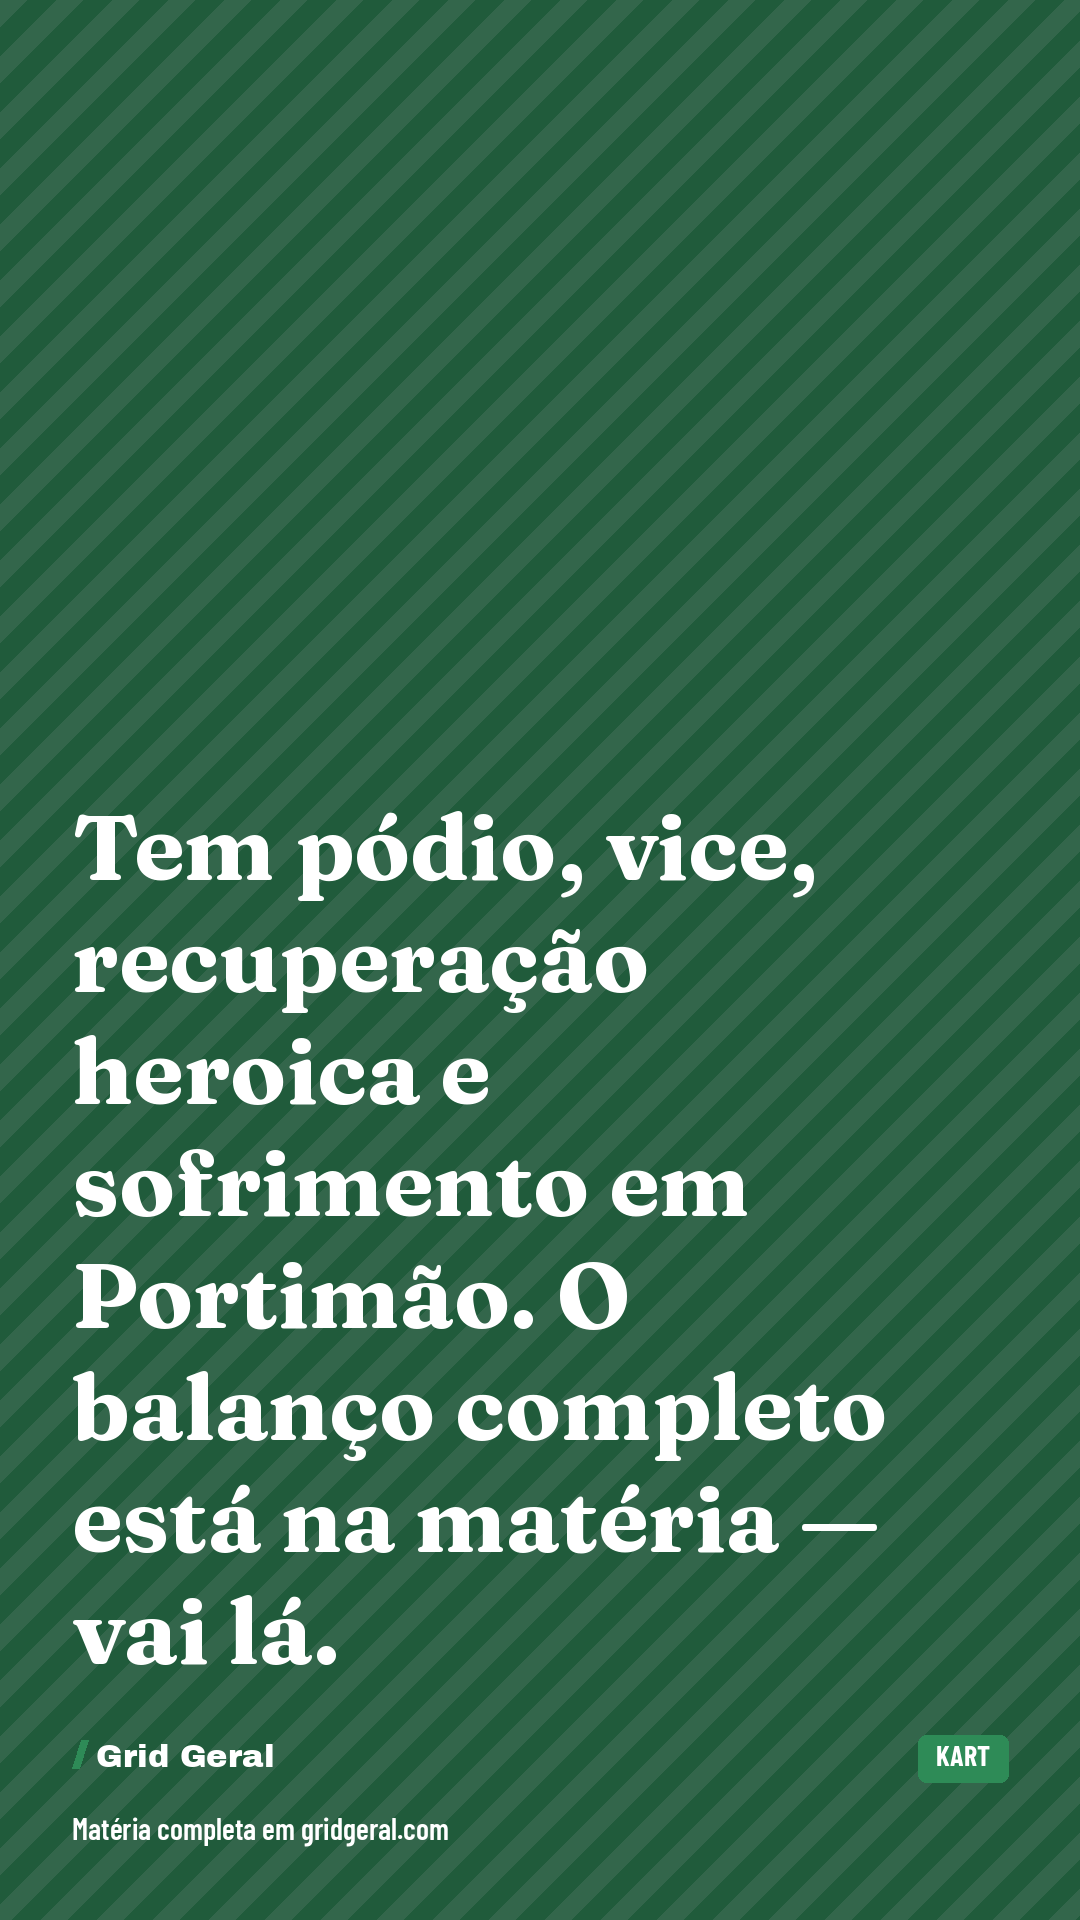 Tem pódio, vice,
recuperação
heroica e
sofrimento em
Portimão. O
balanço completo
está na matéria —
vai lá.
/ Grid Geral
KART
Matéria completa em gridgeral.com